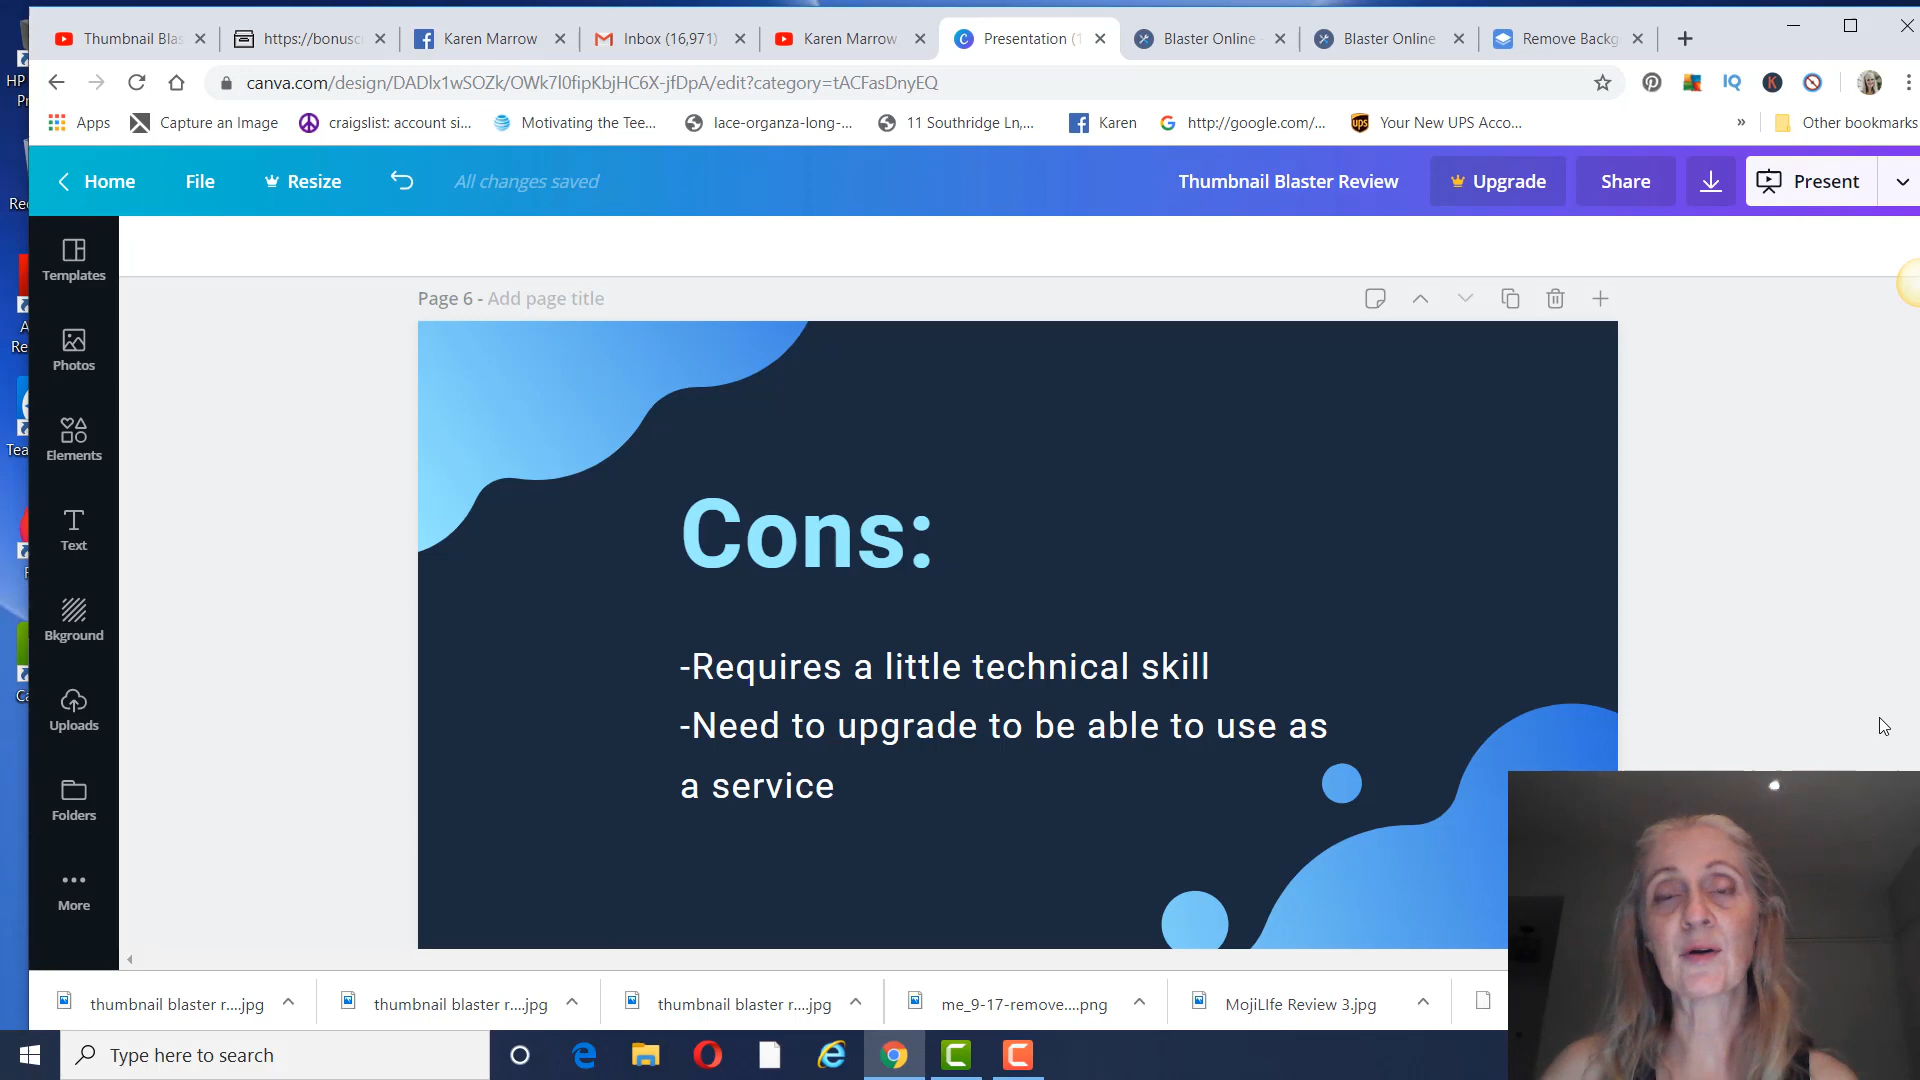 Thumbnail Blas
https://bonusc
Karen Marrow
Inbox (16,971)
Karen Marrow
Presentation (1
Blaster Online -
Blaster Online
Remove Backg
canva.com/design/DADlx1wSOZk/OWk7l0fipKbjHC6X-jfDpA/edit?category=tACFasDnyEQ
Apps
Capture an Image
craigslist: account si...
Motivating the Tee...
lace-organza-long-...
11 Southridge Ln,...
Karen
http://google.com/...
Your New UPS Acco...
»
Other bookmarks
Home
File
Resize
All changes saved
Thumbnail Blaster Review
Upgrade
Share
Present
Templates
Photos
Elements
Text
Bkground
Uploads
Folders
More
Page 6 - Add page title
Cons:
-Requires a little technical skill
-Need to upgrade to be able to use as
a service
thumbnail blaster r....jpg
thumbnail blaster r....jpg
thumbnail blaster r....jpg
me_9-17-remove....png
MojiLIfe Review 3.jpg
Type here to search
HP